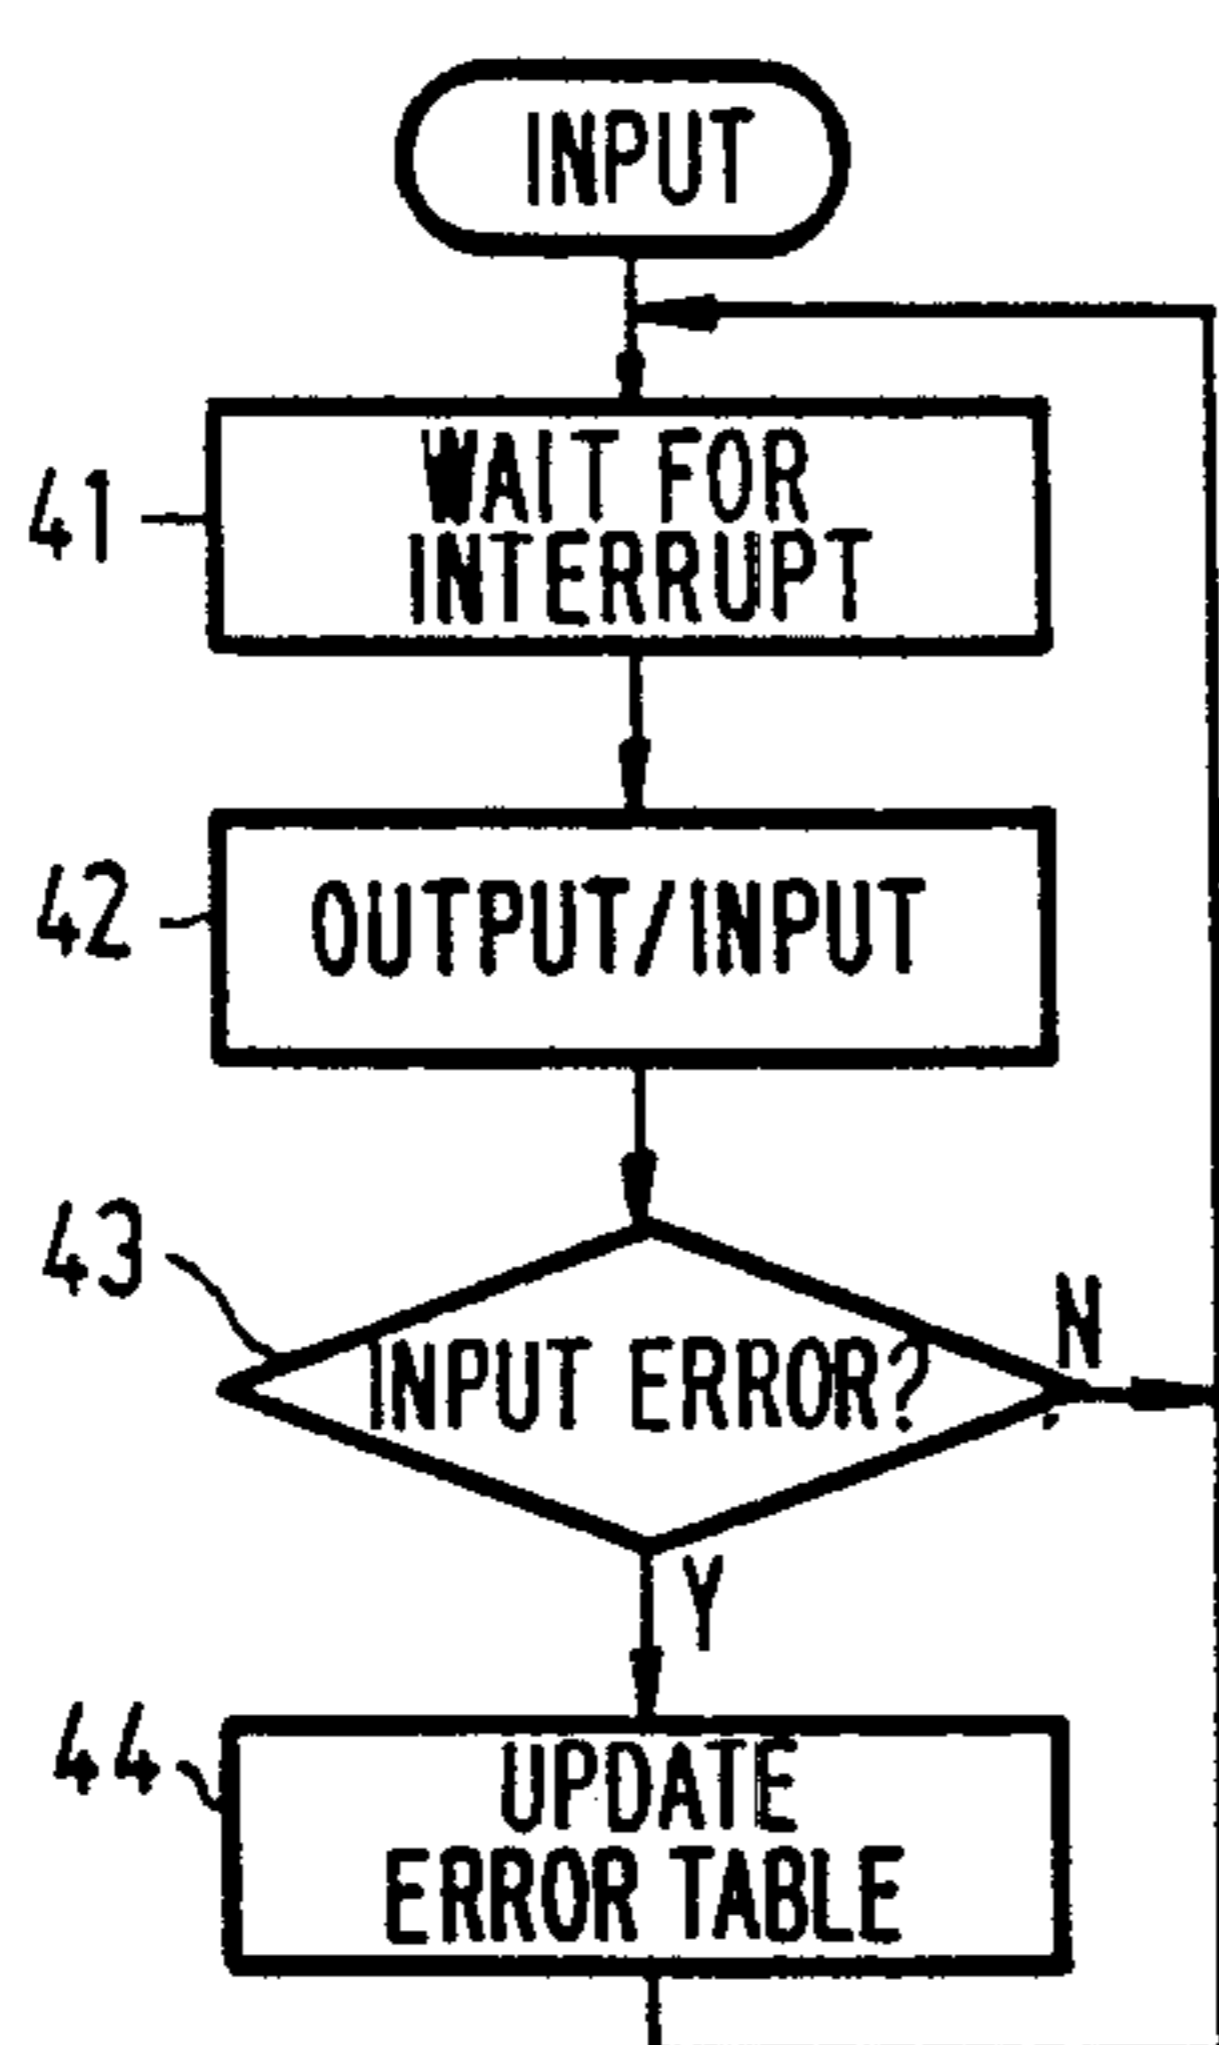 INPUT
41
WAIT FOR
INTERRUPT
42
OUTPUT/INPUT
43
INPUT ERROR?
N
Y
44
UPDATE
ERROR TABLE